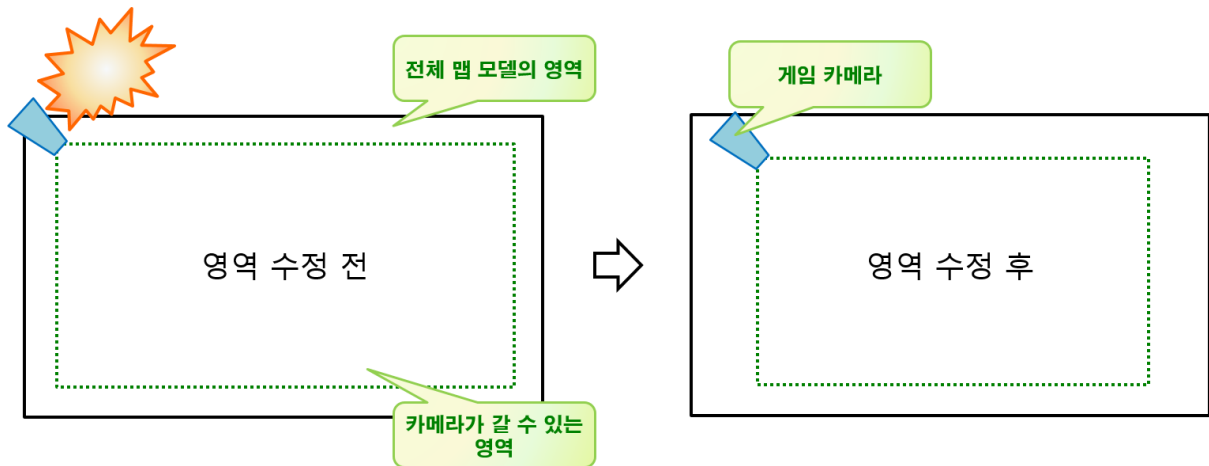 전체 맵 모델의 영역
게임 카메라
영역 수정 전
영역 수정 후
카메라가 갈 수 있는
영역